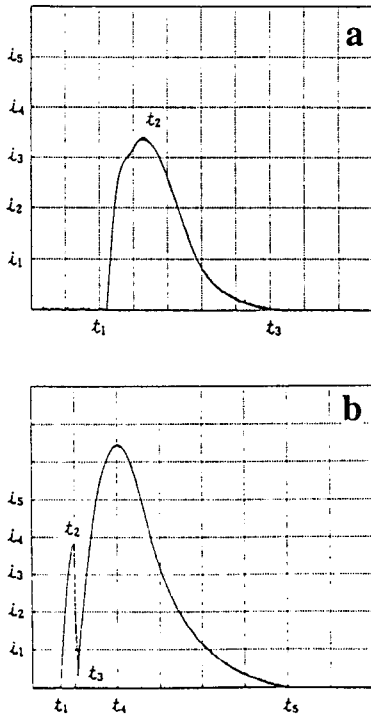 a
i₅
i₄
t₂
i₃
i₂
i₁
t₁ t₃
b
i₅
i₄ t₂
i₃
i₂
i₁
t₃
t₁ t₄ t₅